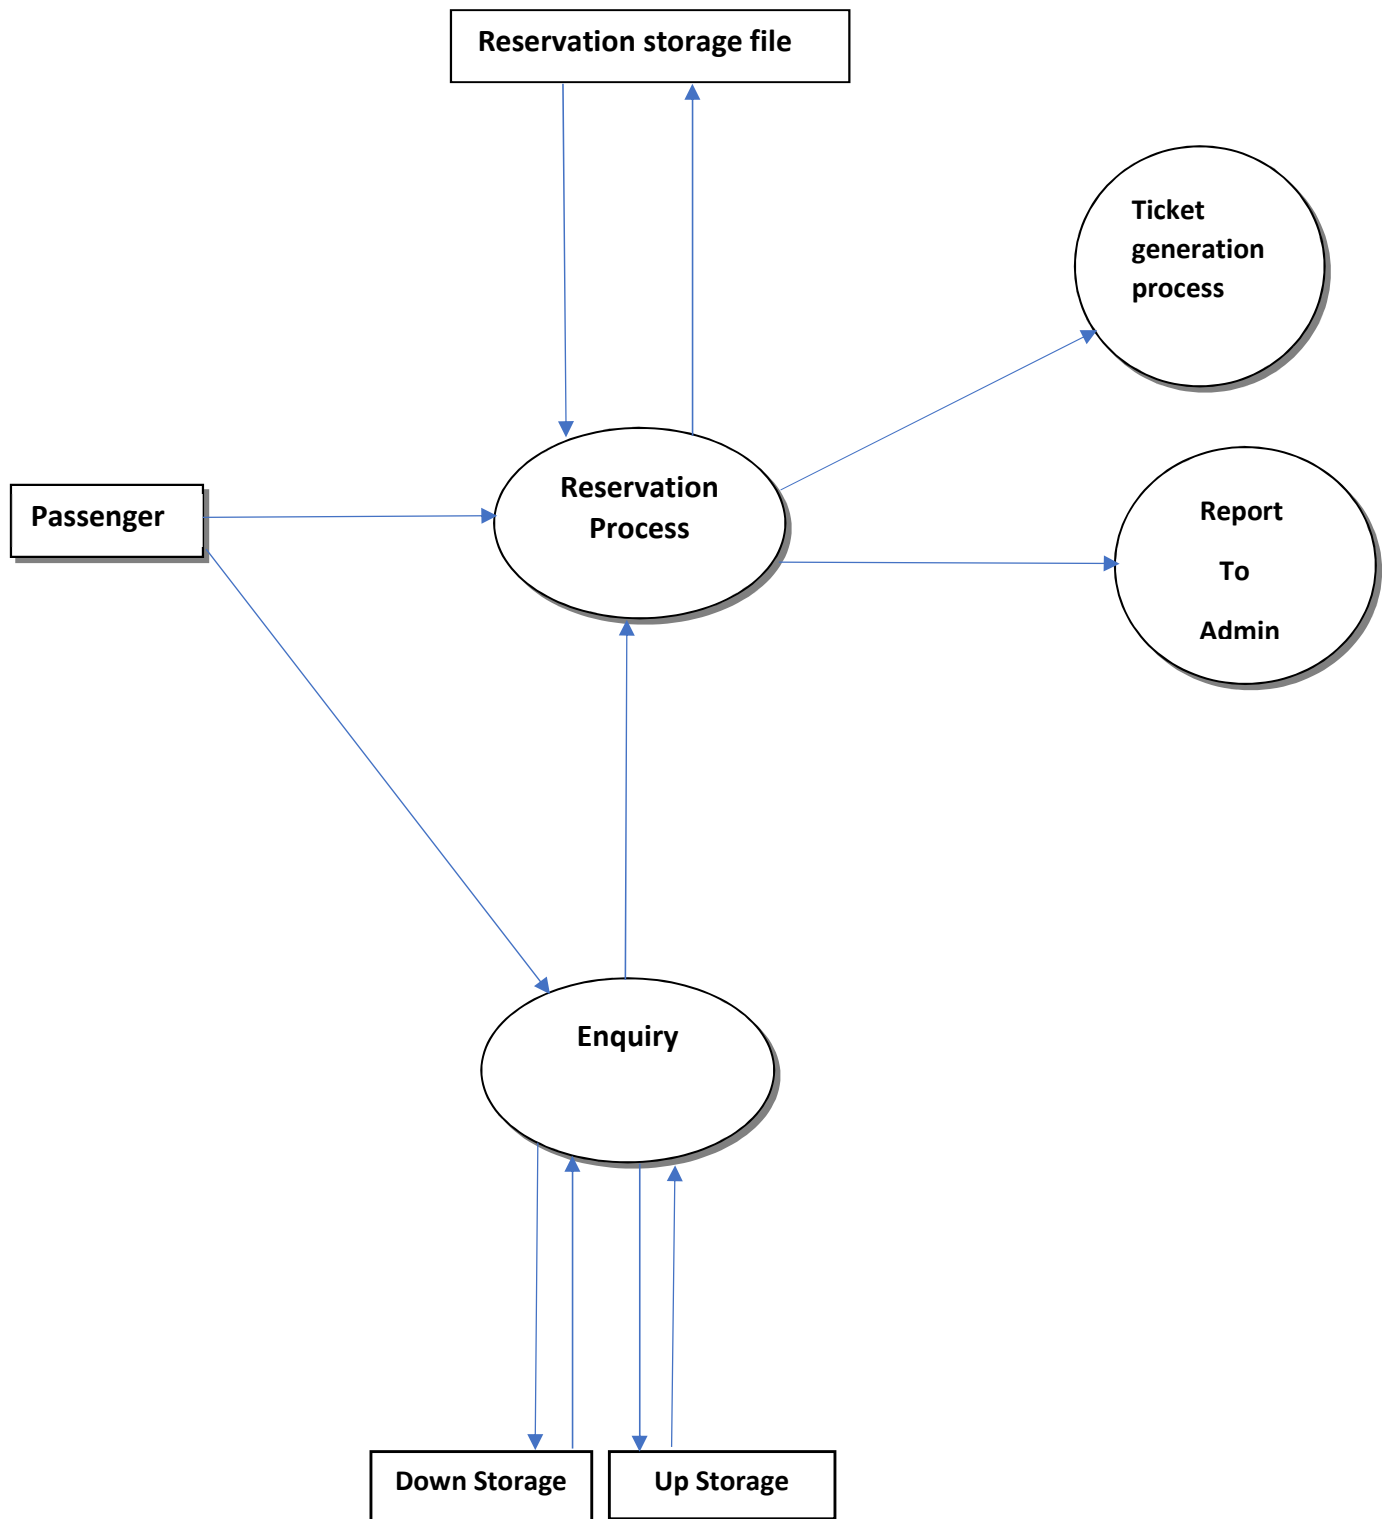 Reservation storage file
Ticket
generation
process
Reservation
Process
Passenger
Report
To
Admin
Enquiry
Down Storage
Up Storage